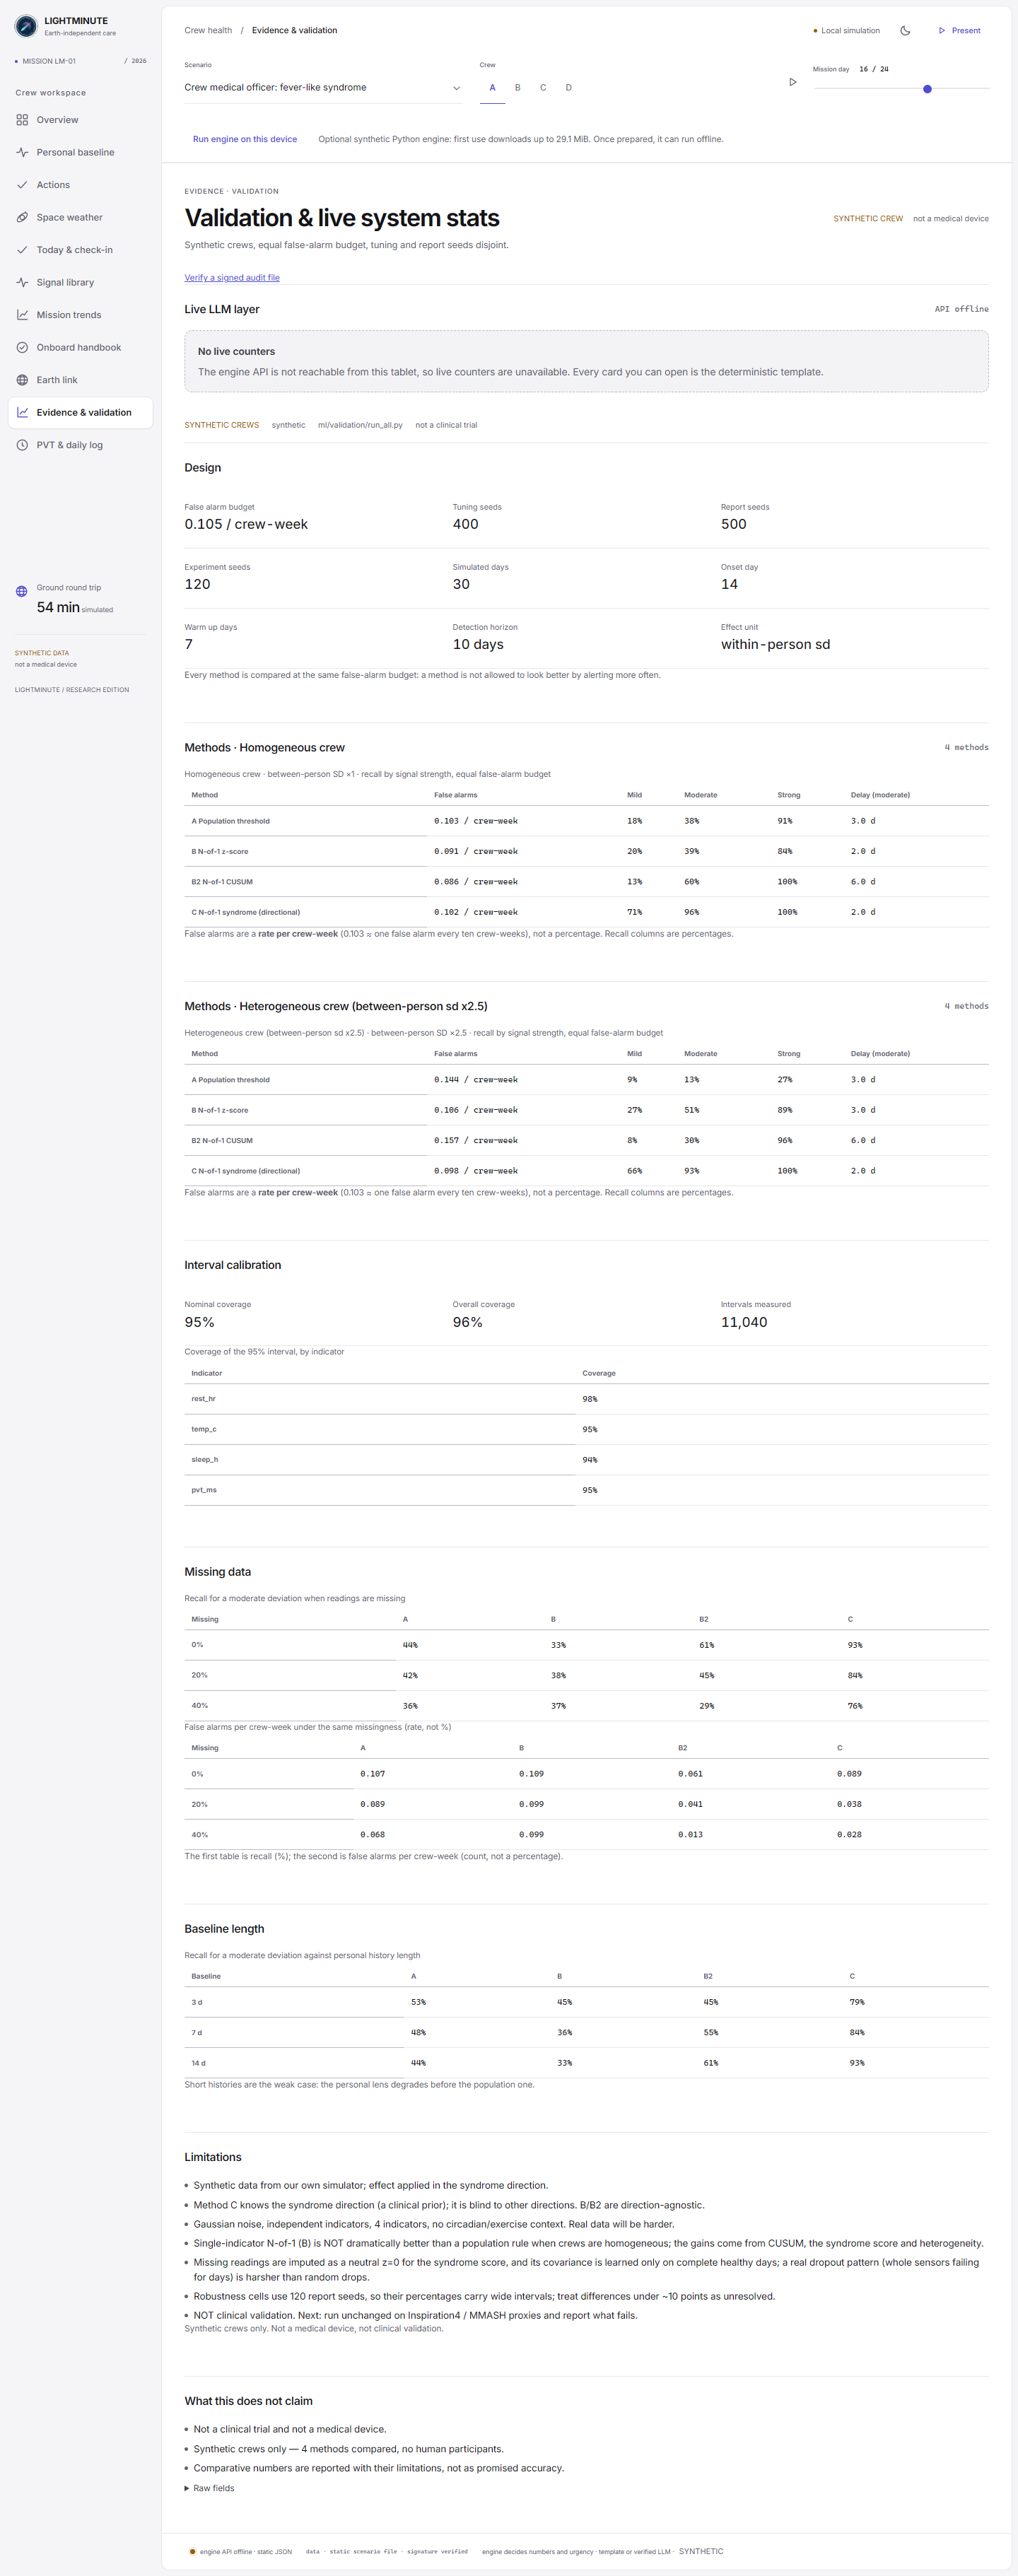 LIGHTMINUTE
Earth-independent care
MISSION LM-01 / 2026
Crew workspace
Overview
Personal baseline
Actions
Space weather
Today & check-in
Signal library
Mission trends
Onboard handbook
Earth link
Evidence & validation
PVT & daily log
Ground round trip
54 min simulated
SYNTHETIC DATA
not a medical device
LIGHTMINUTE / RESEARCH EDITION
Crew health / Evidence & validation
Local simulation
Present
Scenario
Crew medical officer: fever-like syndrome
Crew
A B C D
Mission day 16 / 24
Run engine on this device
Optional synthetic Python engine: first use downloads up to 29.1 MiB. Once prepared, it can run offline.
EVIDENCE · VALIDATION
Validation & live system stats
SYNTHETIC CREW not a medical device
Synthetic crews, equal false-alarm budget, tuning and report seeds disjoint.
Verify a signed audit file
Live LLM layer
API offline
No live counters
The engine API is not reachable from this tablet, so live counters are unavailable. Every card you can open is the deterministic template.
SYNTHETIC CREWS synthetic ml/validation/run_all.py not a clinical trial
Design
False alarm budget Tuning seeds Report seeds
0.105 / crew-week 400 500
Experiment seeds Simulated days Onset day
120 30 14
Warm up days Detection horizon Effect unit
7 10 days within-person sd
Every method is compared at the same false-alarm budget: a method is not allowed to look better by alerting more often.
Methods · Homogeneous crew
4 methods
Homogeneous crew · between-person SD ×1 · recall by signal strength, equal false-alarm budget
Method False alarms Mild Moderate Strong Delay (moderate)
A Population threshold 0.103 / crew-week 18% 38% 91% 3.0 d
B N-of-1 z-score 0.091 / crew-week 20% 39% 84% 2.0 d
B2 N-of-1 CUSUM 0.086 / crew-week 13% 60% 100% 6.0 d
C N-of-1 syndrome (directional) 0.102 / crew-week 71% 96% 100% 2.0 d
False alarms are a rate per crew-week (0.103 ≈ one false alarm every ten crew-weeks), not a percentage. Recall columns are percentages.
Methods · Heterogeneous crew (between-person sd x2.5)
4 methods
Heterogeneous crew (between-person sd x2.5) · between-person SD ×2.5 · recall by signal strength, equal false-alarm budget
Method False alarms Mild Moderate Strong Delay (moderate)
A Population threshold 0.144 / crew-week 9% 13% 27% 3.0 d
B N-of-1 z-score 0.106 / crew-week 27% 51% 89% 3.0 d
B2 N-of-1 CUSUM 0.157 / crew-week 8% 30% 96% 6.0 d
C N-of-1 syndrome (directional) 0.098 / crew-week 66% 93% 100% 2.0 d
False alarms are a rate per crew-week (0.103 ≈ one false alarm every ten crew-weeks), not a percentage. Recall columns are percentages.
Interval calibration
Nominal coverage Overall coverage Intervals measured
95% 96% 11,040
Coverage of the 95% interval, by indicator
Indicator Coverage
rest_hr 98%
temp_c 95%
sleep_h 94%
pvt_ms 95%
Missing data
Recall for a moderate deviation when readings are missing
Missing A B B2 C
0% 44% 33% 61% 93%
20% 42% 38% 45% 84%
40% 36% 37% 29% 76%
False alarms per crew-week under the same missingness (rate, not %)
Missing A B B2 C
0% 0.107 0.109 0.061 0.089
20% 0.089 0.099 0.041 0.038
40% 0.068 0.099 0.013 0.028
The first table is recall (%); the second is false alarms per crew-week (count, not a percentage).
Baseline length
Recall for a moderate deviation against personal history length
Baseline A B B2 C
3 d 53% 45% 45% 79%
7 d 48% 36% 55% 84%
14 d 44% 33% 61% 93%
Short histories are the weak case: the personal lens degrades before the population one.
Limitations
Synthetic data from our own simulator; effect applied in the syndrome direction.
Method C knows the syndrome direction (a clinical prior); it is blind to other directions. B/B2 are direction-agnostic.
Gaussian noise, independent indicators, 4 indicators, no circadian/exercise context. Real data will be harder.
Single-indicator N-of-1 (B) is NOT dramatically better than a population rule when crews are homogeneous; the gains come from CUSUM, the syndrome score and heterogeneity.
Missing readings are imputed as a neutral z=0 for the syndrome score, and its covariance is learned only on complete healthy days; a real dropout pattern (whole sensors failing
for days) is harsher than random drops.
Robustness cells use 120 report seeds, so their percentages carry wide intervals; treat differences under ~10 points as unresolved.
NOT clinical validation. Next: run unchanged on Inspiration4 / MMASH proxies and report what fails.
Synthetic crews only. Not a medical device, not clinical validation.
What this does not claim
Not a clinical trial and not a medical device.
Synthetic crews only — 4 methods compared, no human participants.
Comparative numbers are reported with their limitations, not as promised accuracy.
Raw fields
engine API offline · static JSON data · static scenario file · signature verified engine decides numbers and urgency · template or verified LLM · SYNTHETIC